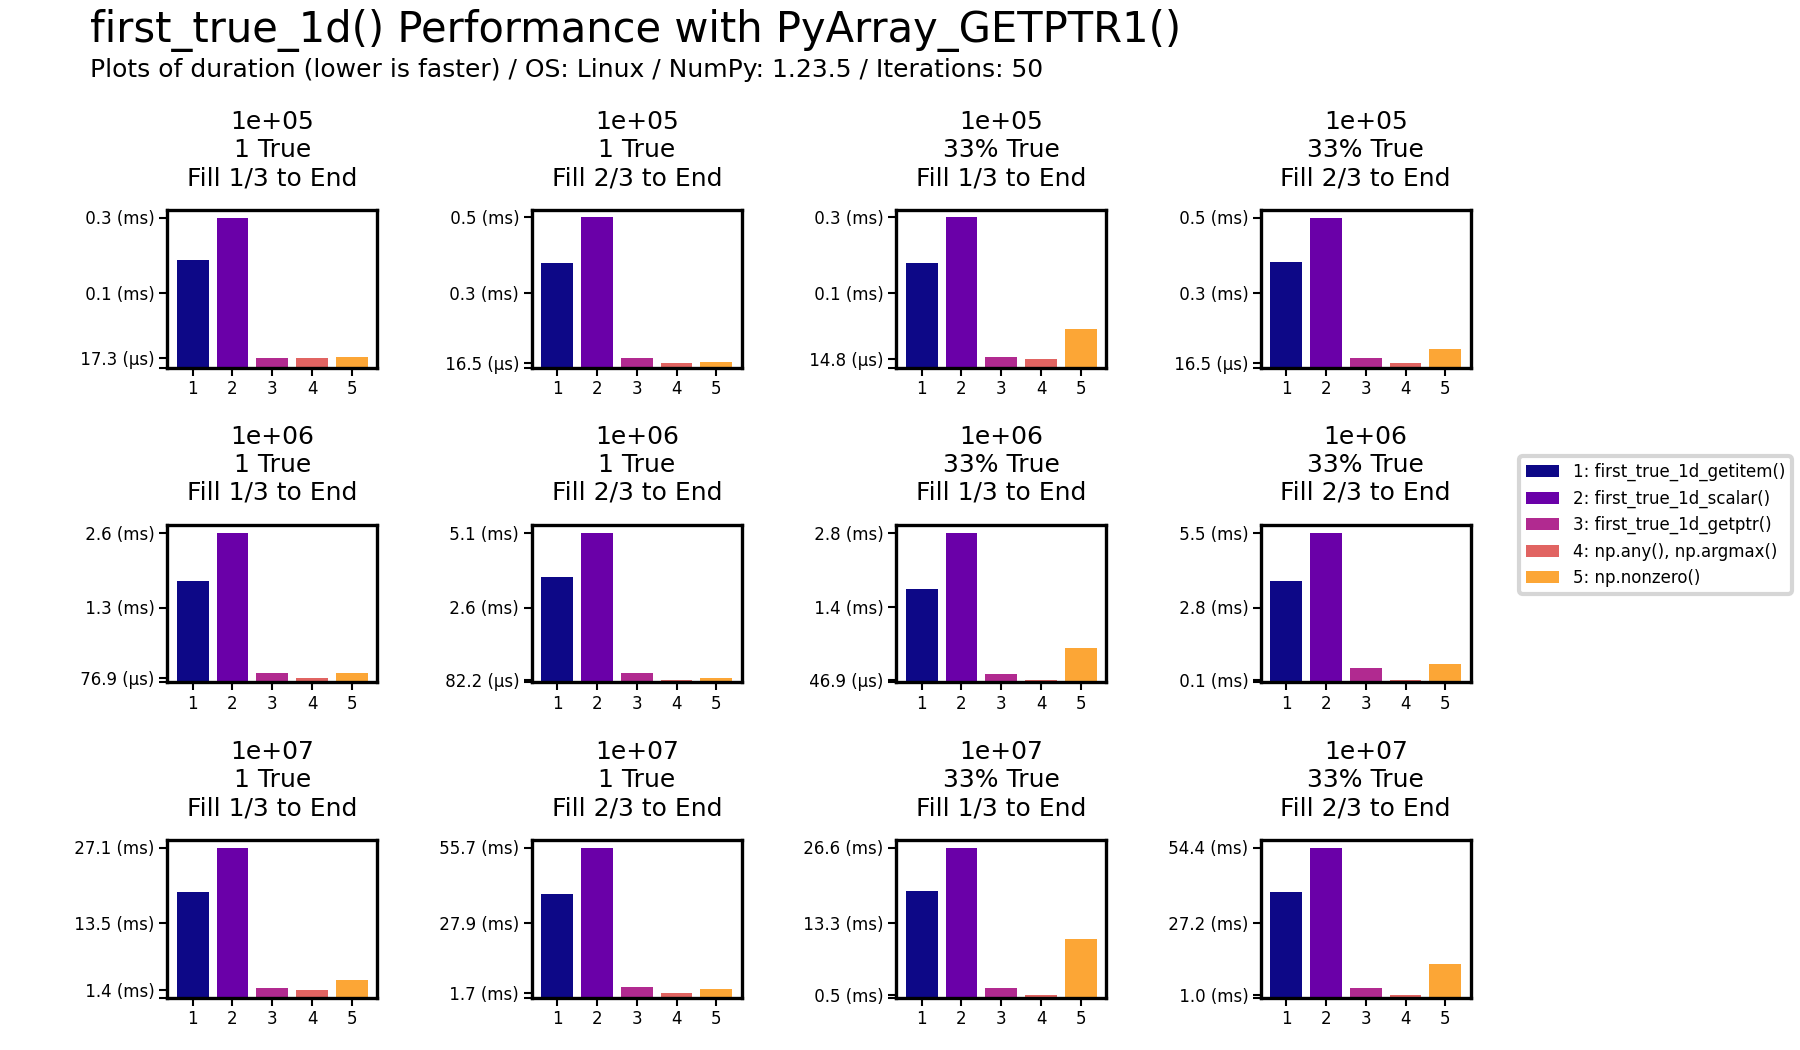 first_true_1d() Performance with PyArray_GETPTR1()
Plots of duration (lower is faster) / OS: Linux / NumPy: 1.23.5 / Iterations: 50
1e+05
1 True
Fill 1/3 to End
0.3 (ms)
0.1 (ms)
17.3 (µs)
1 2 3 4 5
1e+05
1 True
Fill 2/3 to End
0.5 (ms)
0.3 (ms)
16.5 (µs)
1 2 3 4 5
1e+05
33% True
Fill 1/3 to End
0.3 (ms)
0.1 (ms)
14.8 (µs)
1 2 3 4 5
1e+05
33% True
Fill 2/3 to End
0.5 (ms)
0.3 (ms)
16.5 (µs)
1 2 3 4 5
1e+06
1 True
Fill 1/3 to End
2.6 (ms)
1.3 (ms)
76.9 (µs)
1 2 3 4 5
1e+06
1 True
Fill 2/3 to End
5.1 (ms)
2.6 (ms)
82.2 (µs)
1 2 3 4 5
1e+06
33% True
Fill 1/3 to End
2.8 (ms)
1.4 (ms)
46.9 (µs)
1 2 3 4 5
1e+06
33% True
Fill 2/3 to End
5.5 (ms)
2.8 (ms)
0.1 (ms)
1 2 3 4 5
1: first_true_1d_getitem()
2: first_true_1d_scalar()
3: first_true_1d_getptr()
4: np.any(), np.argmax()
5: np.nonzero()
1e+07
1 True
Fill 1/3 to End
27.1 (ms)
13.5 (ms)
1.4 (ms)
1 2 3 4 5
1e+07
1 True
Fill 2/3 to End
55.7 (ms)
27.9 (ms)
1.7 (ms)
1 2 3 4 5
1e+07
33% True
Fill 1/3 to End
26.6 (ms)
13.3 (ms)
0.5 (ms)
1 2 3 4 5
1e+07
33% True
Fill 2/3 to End
54.4 (ms)
27.2 (ms)
1.0 (ms)
1 2 3 4 5